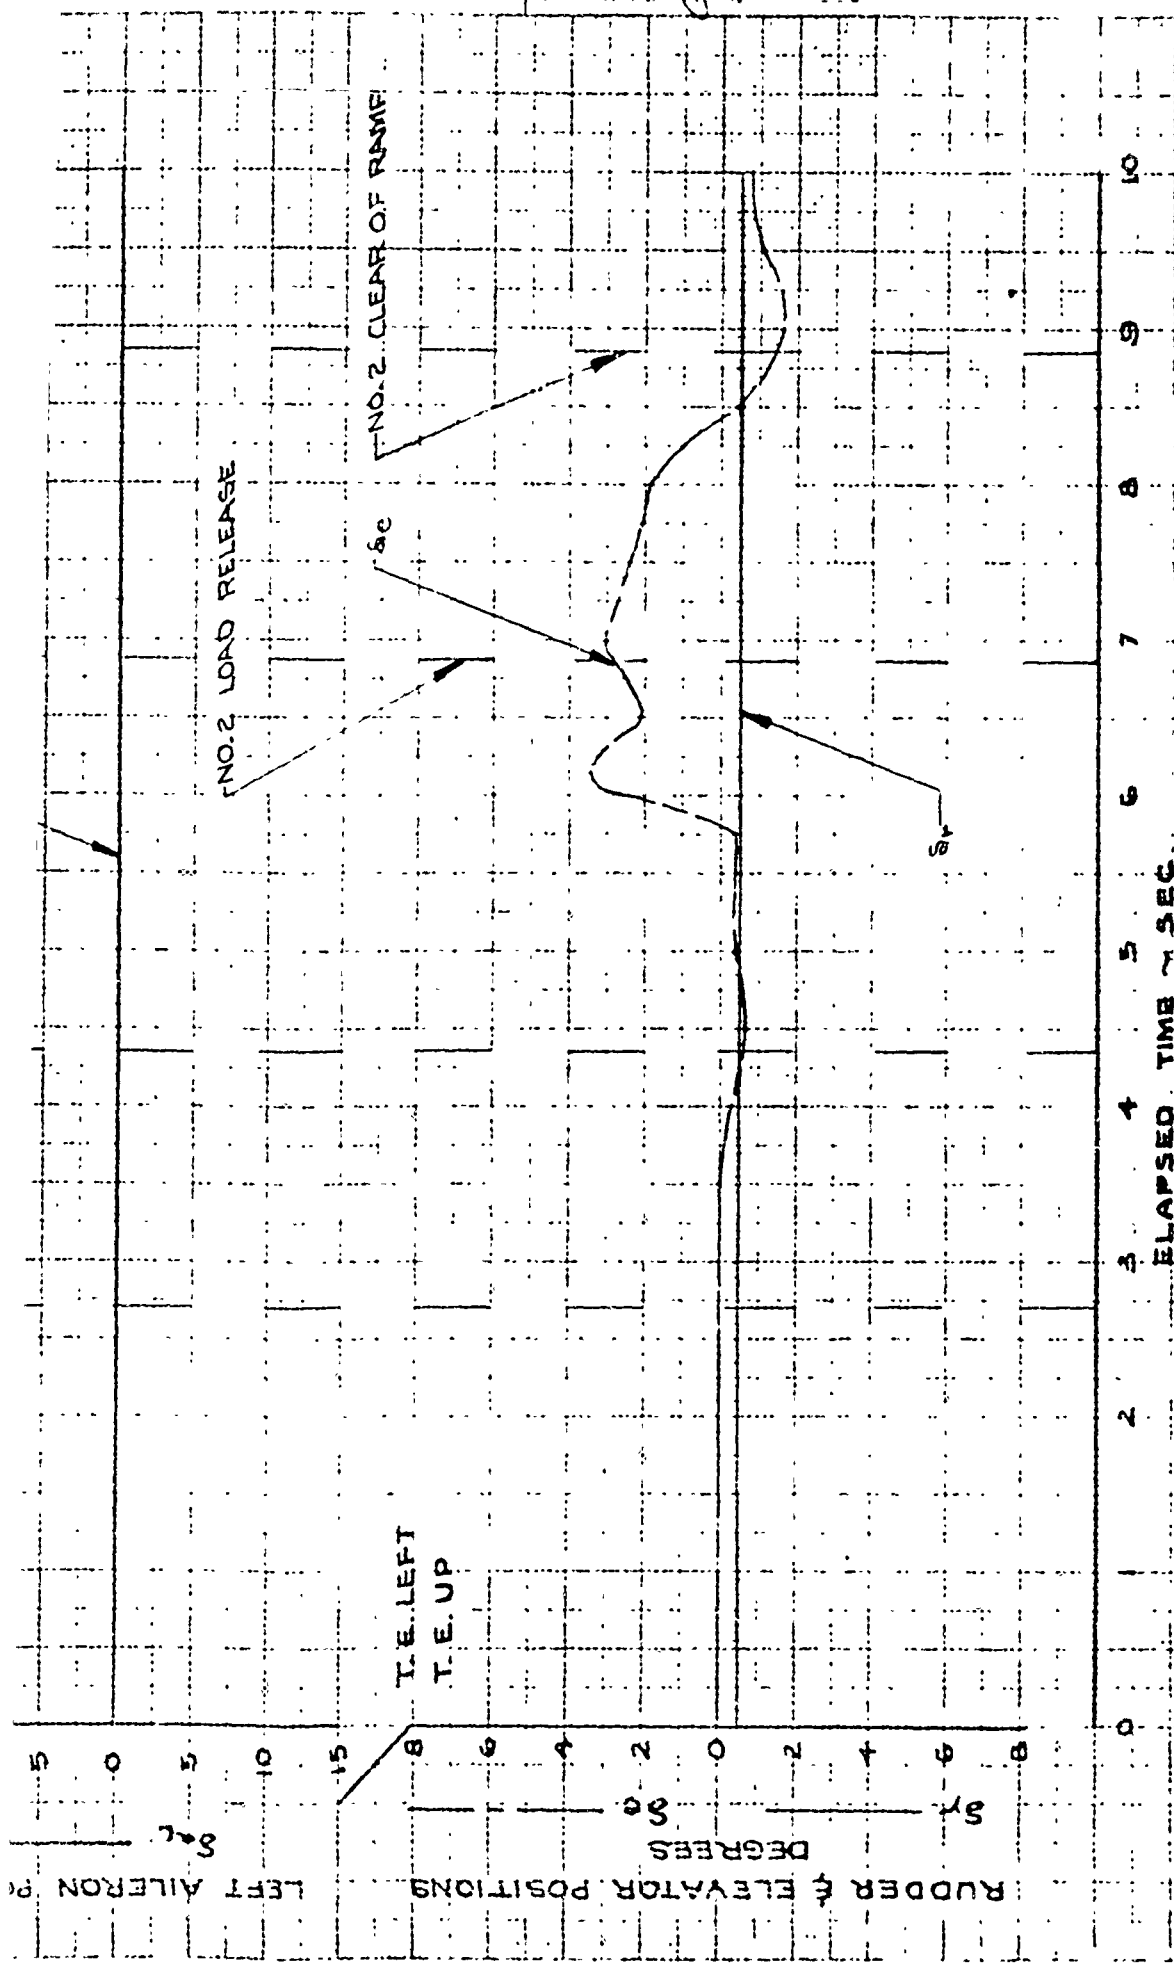 NO. 2 CLEAR OF RAMP
NO. 2 LOAD RELEASE
δe
δr
T.E. LEFT
T.E. UP
5
0
5
10
15
8
6
4
2
0
2
4
6
8
LEFT AILERON PO
δaL
RUDDER & ELEVATOR POSITIONS
DEGREES
δe
δr
0 1 2 3 4 5 6 7 8 9 10
ELAPSED TIME ~ SEC.